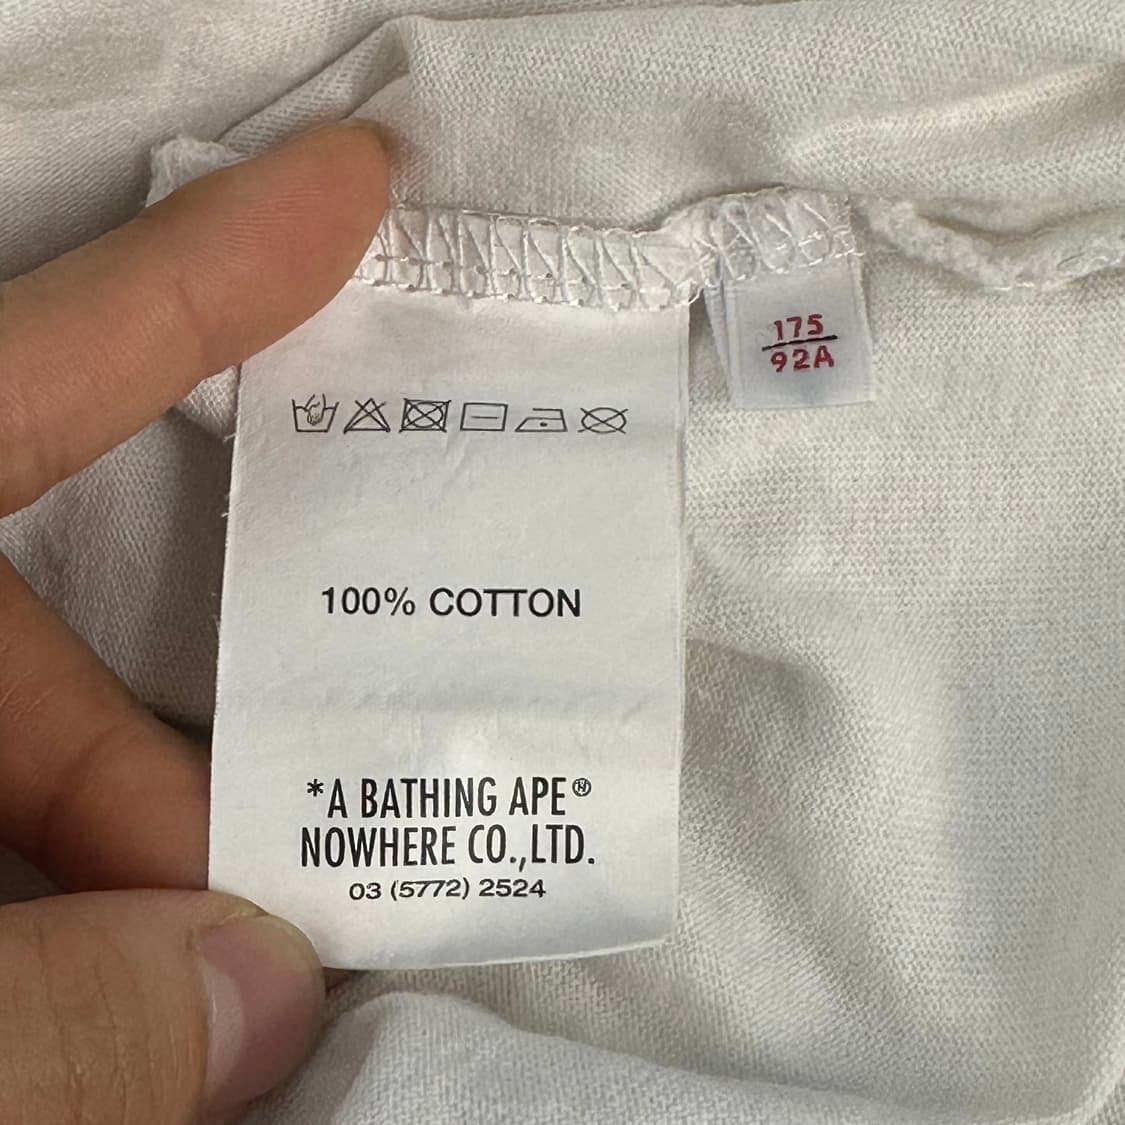 175
92A
100% COTTON
*A BATHING APE®
NOWHERE CO.,LTD.
03 (5772) 2524